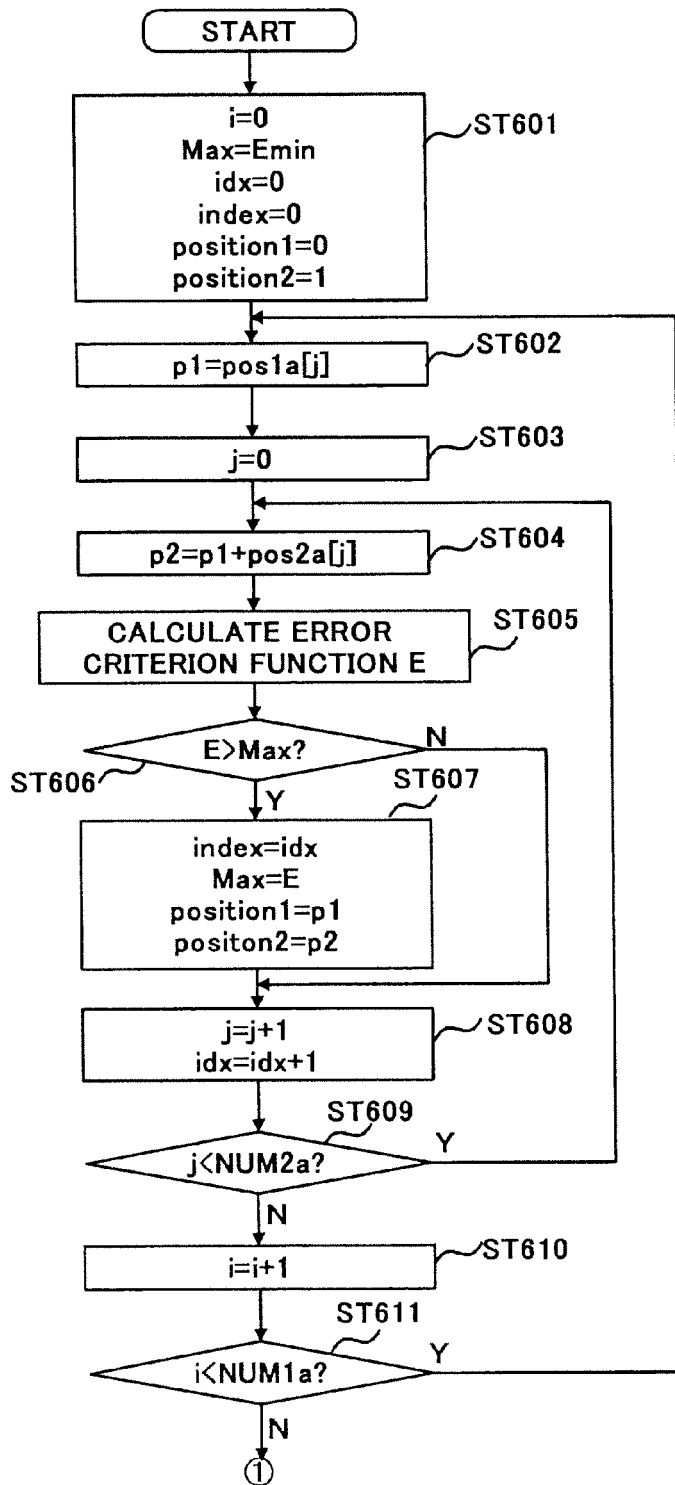 START
i=0
Max=Emin
idx=0
index=0
position1=0
position2=1
ST601
p1=pos1a[j]
ST602
j=0
ST603
p2=p1+pos2a[j]
ST604
CALCULATE ERROR
CRITERION FUNCTION E
ST605
E>Max?
N
ST606
Y
ST607
index=idx
Max=E
position1=p1
positon2=p2
j=j+1
idx=idx+1
ST608
ST609
j<NUM2a?
Y
N
i=i+1
ST610
ST611
i<NUM1a?
Y
N
①